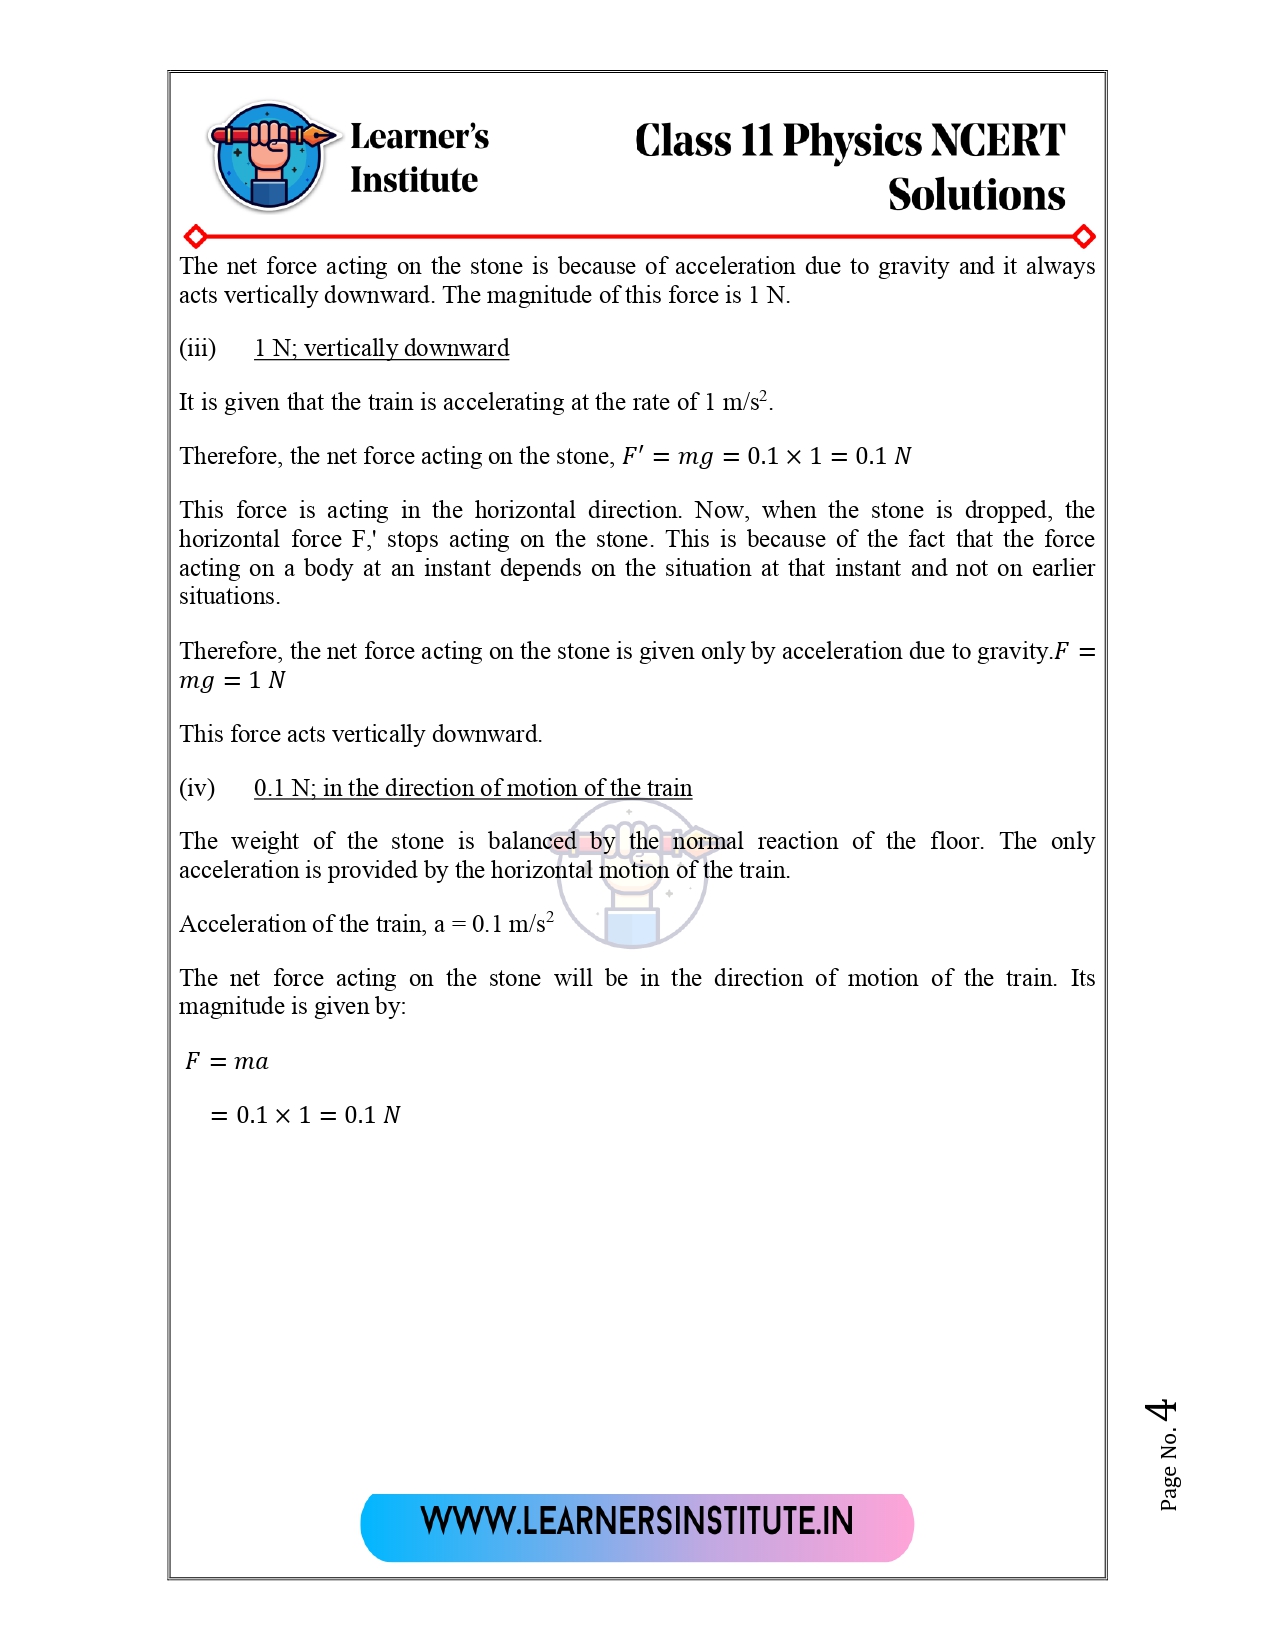 Learner's
Institute
Class 11 Physics NCERT
Solutions
The net force acting on the stone is because of acceleration due to gravity and it always
acts vertically downward. The magnitude of this force is 1 N.
(iii) 1 N; vertically downward
It is given that the train is accelerating at the rate of 1 m/s².
Therefore, the net force acting on the stone, F′ = mg = 0.1 × 1 = 0.1 N
This force is acting in the horizontal direction. Now, when the stone is dropped, the
horizontal force F,' stops acting on the stone. This is because of the fact that the force
acting on a body at an instant depends on the situation at that instant and not on earlier
situations.
Therefore, the net force acting on the stone is given only by acceleration due to gravity.F =
mg = 1 N
This force acts vertically downward.
(iv) 0.1 N; in the direction of motion of the train
The weight of the stone is balanced by the normal reaction of the floor. The only
acceleration is provided by the horizontal motion of the train.
Acceleration of the train, a = 0.1 m/s²
The net force acting on the stone will be in the direction of motion of the train. Its
magnitude is given by:
F = ma
= 0.1 × 1 = 0.1 N
Page No. 4
WWW.LEARNERSINSTITUTE.IN